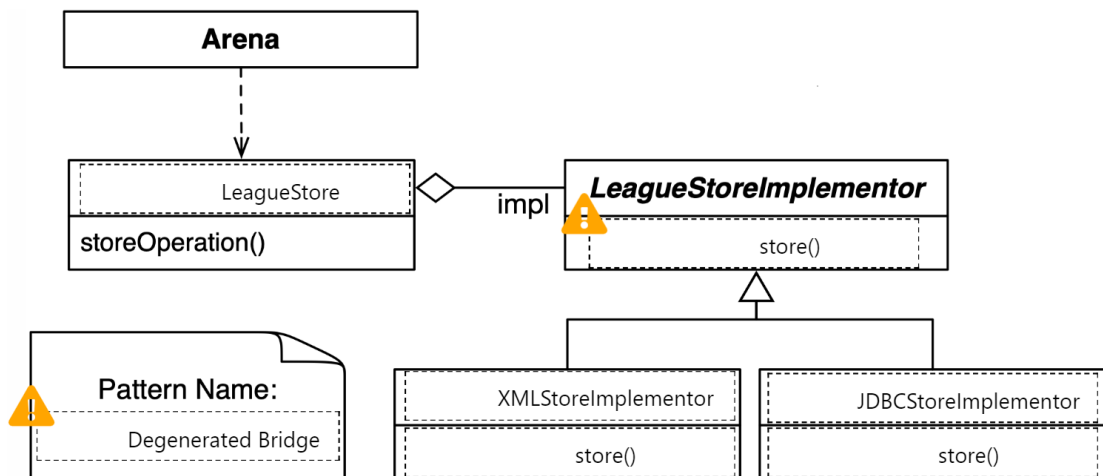 Arena
LeagueStore
storeOperation()
impl
LeagueStoreImplementor
store()
Pattern Name:
Degenerated Bridge
XMLStoreImplementor
store()
JDBCStoreImplementor
store()